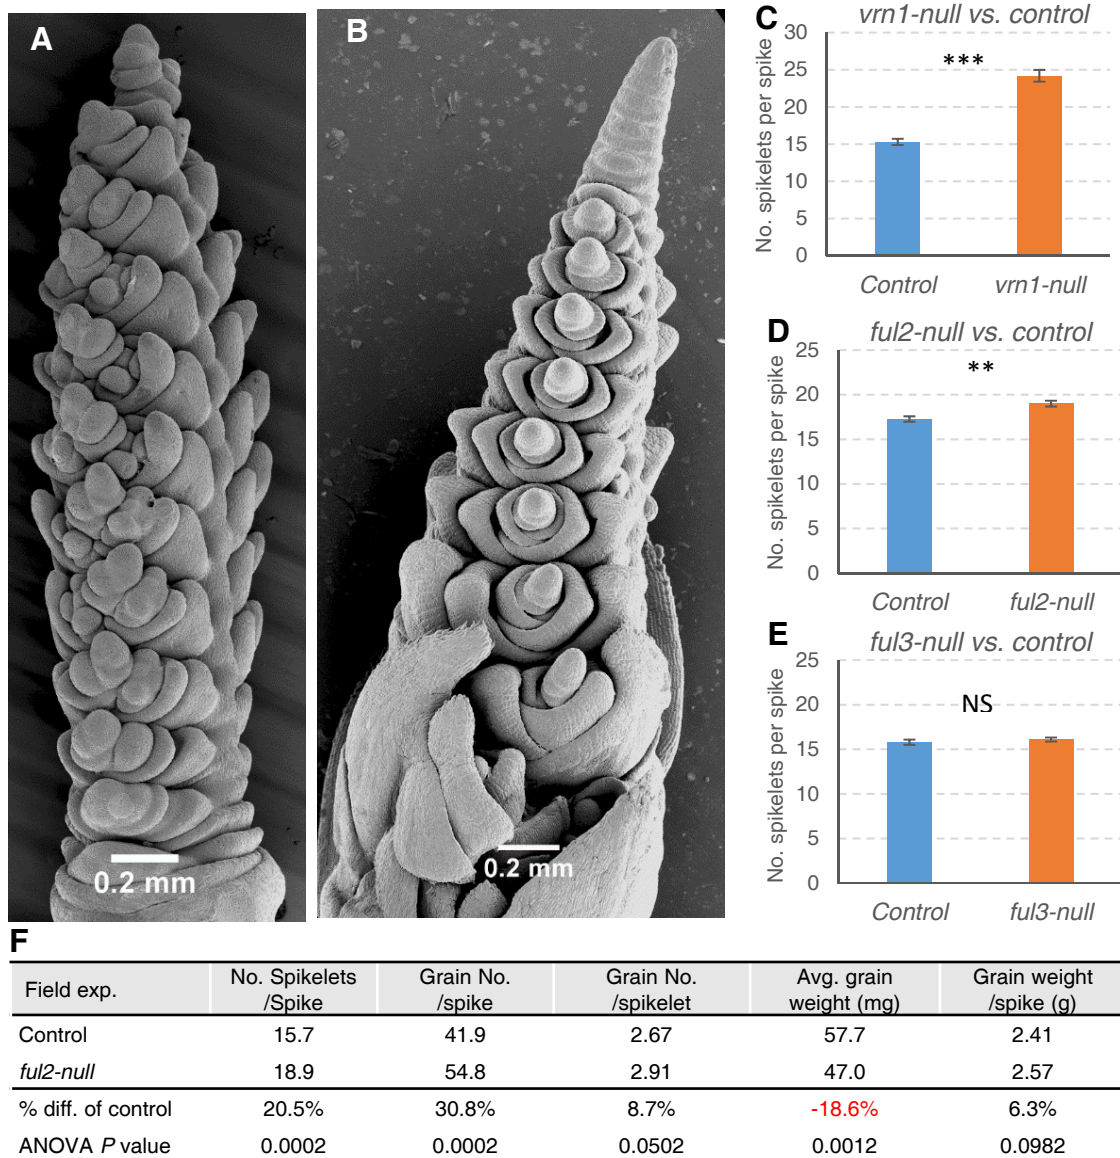 A
0.2 mm
B
0.2 mm
C
vrn1-null vs. control
No. spikelets per spike
30
25
20
15
10
5
0
***
Control vrn1-null
D
ful2-null vs. control
No. spikelets per spike
25
20
15
10
5
0
**
Control ful2-null
E
ful3-null vs. control
No. spikelets per spike
25
20
15
10
5
0
NS
Control ful3-null
F
Field exp. No. Spikelets /Spike Grain No. /spike Grain No. /spikelet Avg. grain weight (mg) Grain weight /spike (g)
Control 15.7 41.9 2.67 57.7 2.41
ful2-null 18.9 54.8 2.91 47.0 2.57
% diff. of control 20.5% 30.8% 8.7% -18.6% 6.3%
ANOVA P value 0.0002 0.0002 0.0502 0.0012 0.0982